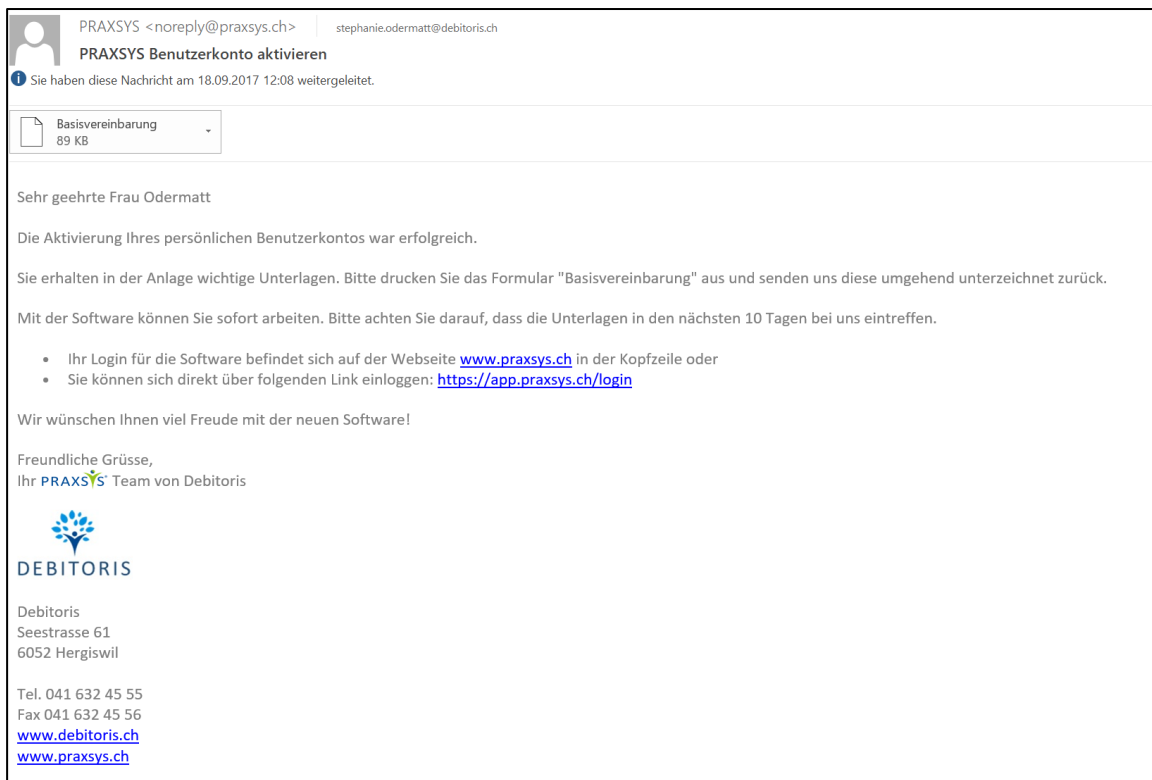 PRAXSYS <noreply@praxsys.ch> stephanie.odermatt@debitoris.ch
PRAXSYS Benutzerkonto aktivieren
Sie haben diese Nachricht am 18.09.2017 12:08 weitergeleitet.
Basisvereinbarung
89 KB
Sehr geehrte Frau Odermatt
Die Aktivierung Ihres persönlichen Benutzerkontos war erfolgreich.
Sie erhalten in der Anlage wichtige Unterlagen. Bitte drucken Sie das Formular "Basisvereinbarung" aus und senden uns diese umgehend unterzeichnet zurück.
Mit der Software können Sie sofort arbeiten. Bitte achten Sie darauf, dass die Unterlagen in den nächsten 10 Tagen bei uns eintreffen.
• Ihr Login für die Software befindet sich auf der Webseite www.praxsys.ch in der Kopfzeile oder
• Sie können sich direkt über folgenden Link einloggen: https://app.praxsys.ch/login
Wir wünschen Ihnen viel Freude mit der neuen Software!
Freundliche Grüsse,
Ihr PRAXSYS Team von Debitoris
DEBITORIS
Debitoris
Seestrasse 61
6052 Hergiswil
Tel. 041 632 45 55
Fax 041 632 45 56
www.debitoris.ch
www.praxsys.ch